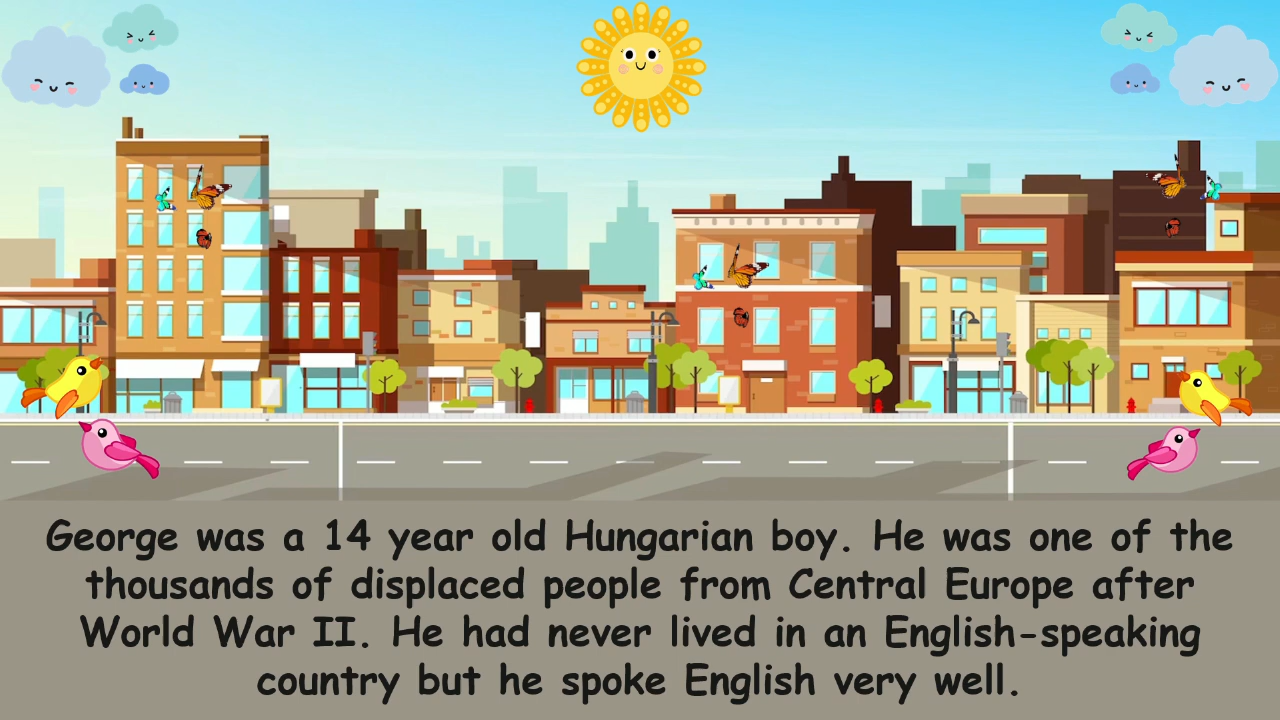 George was a 14 year old Hungarian boy. He was one of the
thousands of displaced people from Central Europe after
World War II. He had never lived in an English-speaking
country but he spoke English very well.